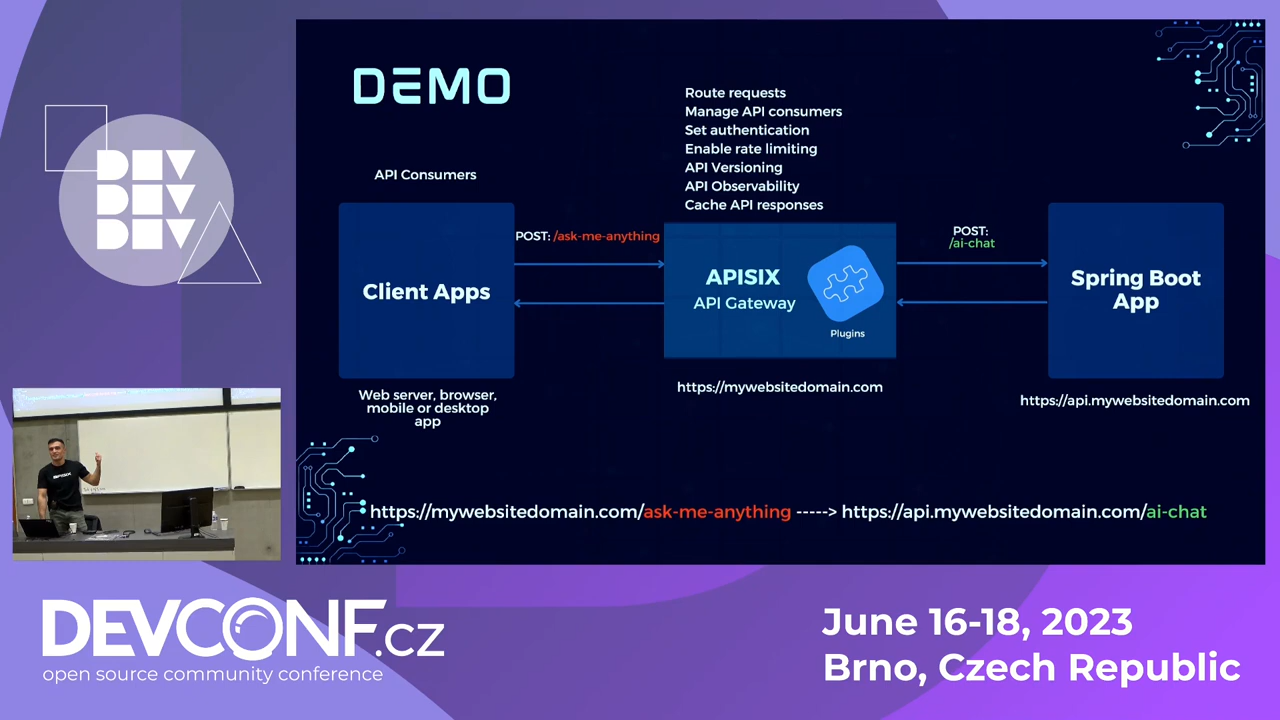 DEV
DEV
DEV
DEMO
Route requests
Manage API consumers
Set authentication
Enable rate limiting
API Versioning
API Observability
Cache API responses
API Consumers
Client Apps
Web server, browser,
mobile or desktop
app
POST: /ask-me-anything
APISIX
API Gateway
Plugins
https://mywebsitedomain.com
POST:
/ai-chat
Spring Boot
App
https://api.mywebsitedomain.com
https://mywebsitedomain.com/ask-me-anything -----> https://api.mywebsitedomain.com/ai-chat
APISIX
DEVCONF.cz
open source community conference
June 16-18, 2023
Brno, Czech Republic